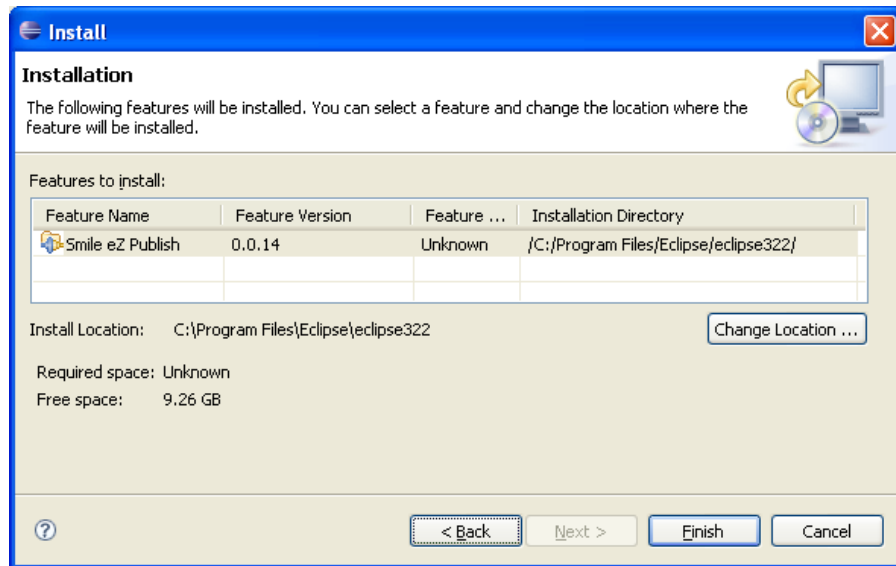 Install
Installation
The following features will be installed. You can select a feature and change the location where the
feature will be installed.
Features to install:
Feature Name Feature Version Feature ... Installation Directory
Smile eZ Publish 0.0.14 Unknown /C:/Program Files/Eclipse/eclipse322/
Install Location: C:\Program Files\Eclipse\eclipse322 Change Location ...
Required space: Unknown
Free space: 9.26 GB
? < Back Next > Finish Cancel